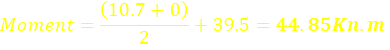 Moment = (10.7 + 0)/2 + 39.5 = 44.85Kn.m